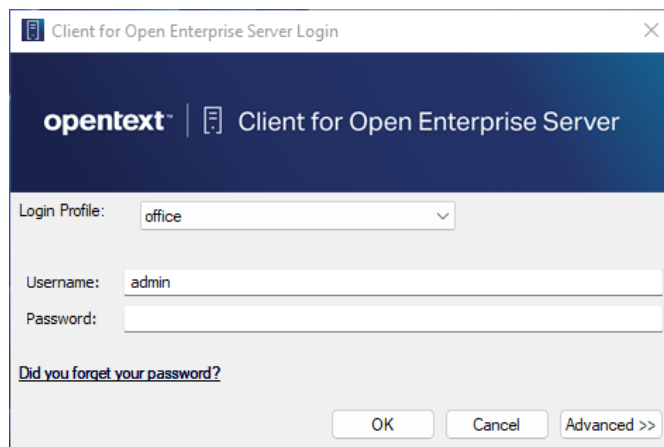 Client for Open Enterprise Server Login
opentext™ Client for Open Enterprise Server
Login Profile: office
Username: admin
Password:
Did you forget your password?
OK Cancel Advanced >>